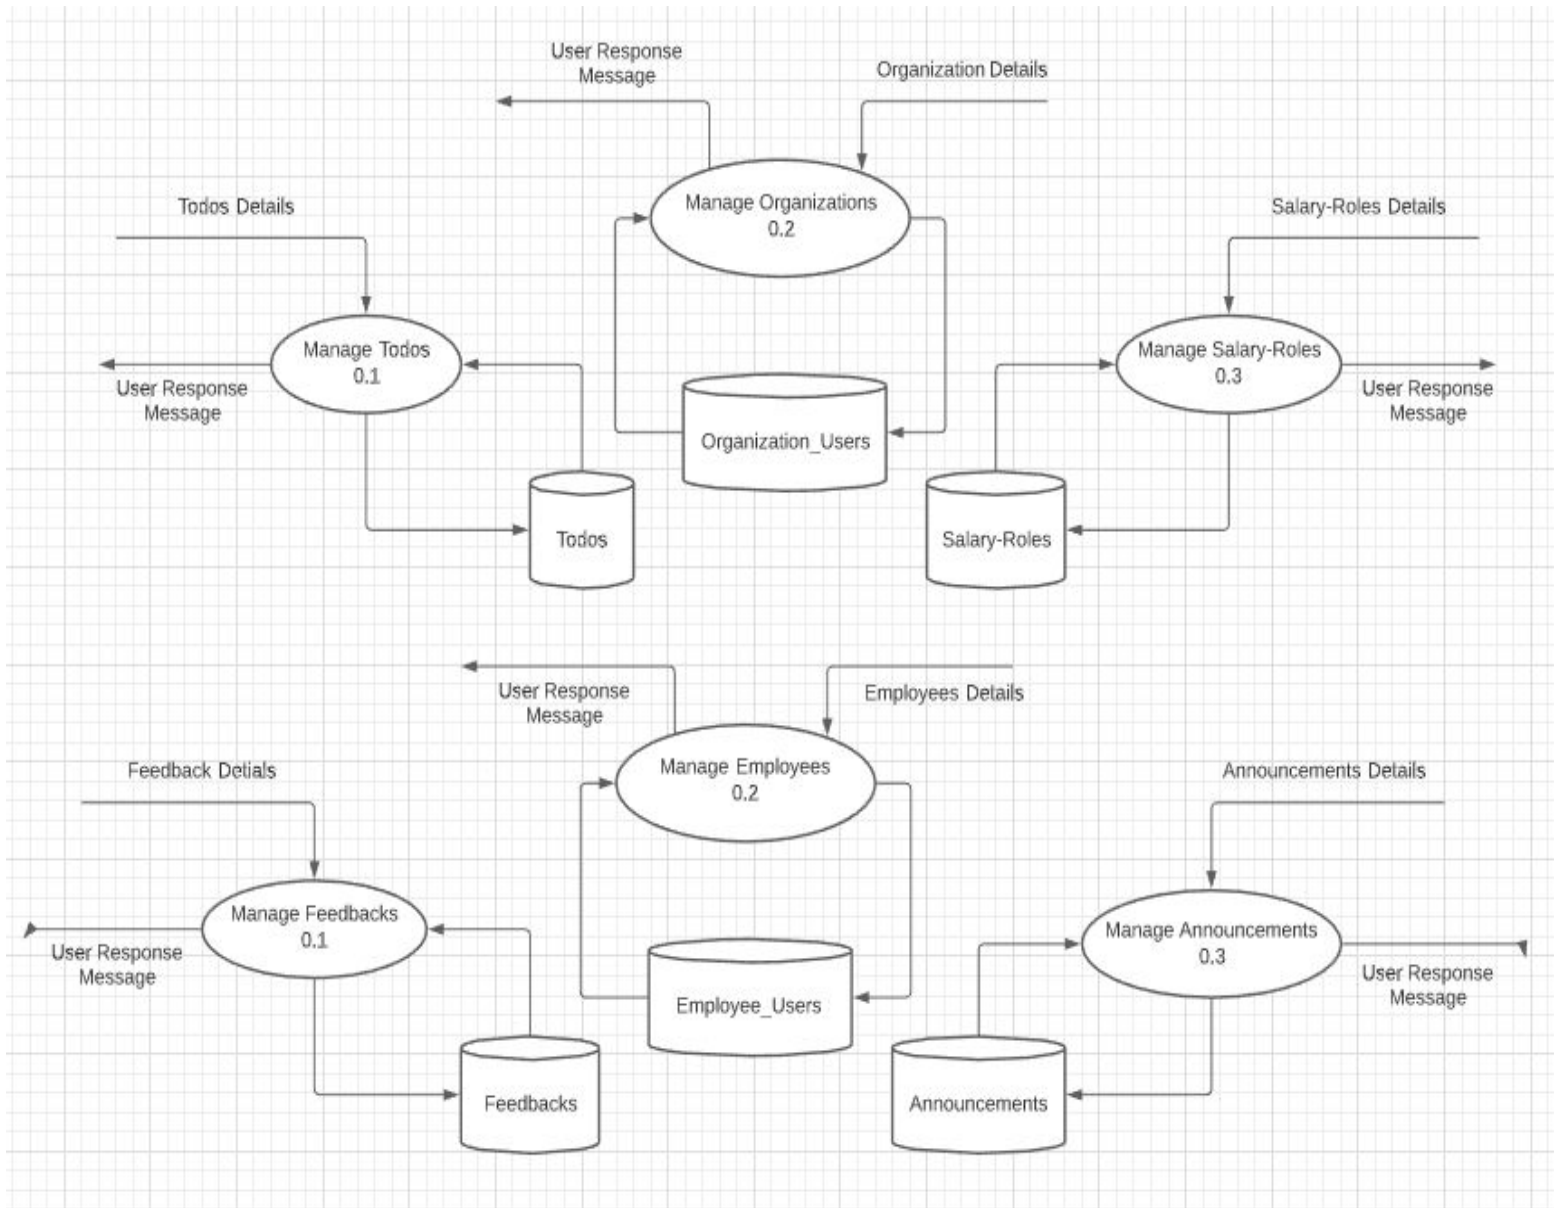 User Response
Message
Organization Details
Manage Organizations
0.2
Todos Details
Salary-Roles Details
Manage Todos
0.1
User Response
Message
Manage Salary-Roles
0.3
User Response
Message
Organization_Users
Todos
Salary-Roles
User Response
Message
Employees Details
Manage Employees
0.2
Feedback Detials
Announcements Details
Manage Feedbacks
0.1
User Response
Message
Manage Announcements
0.3
User Response
Message
Employee_Users
Feedbacks
Announcements